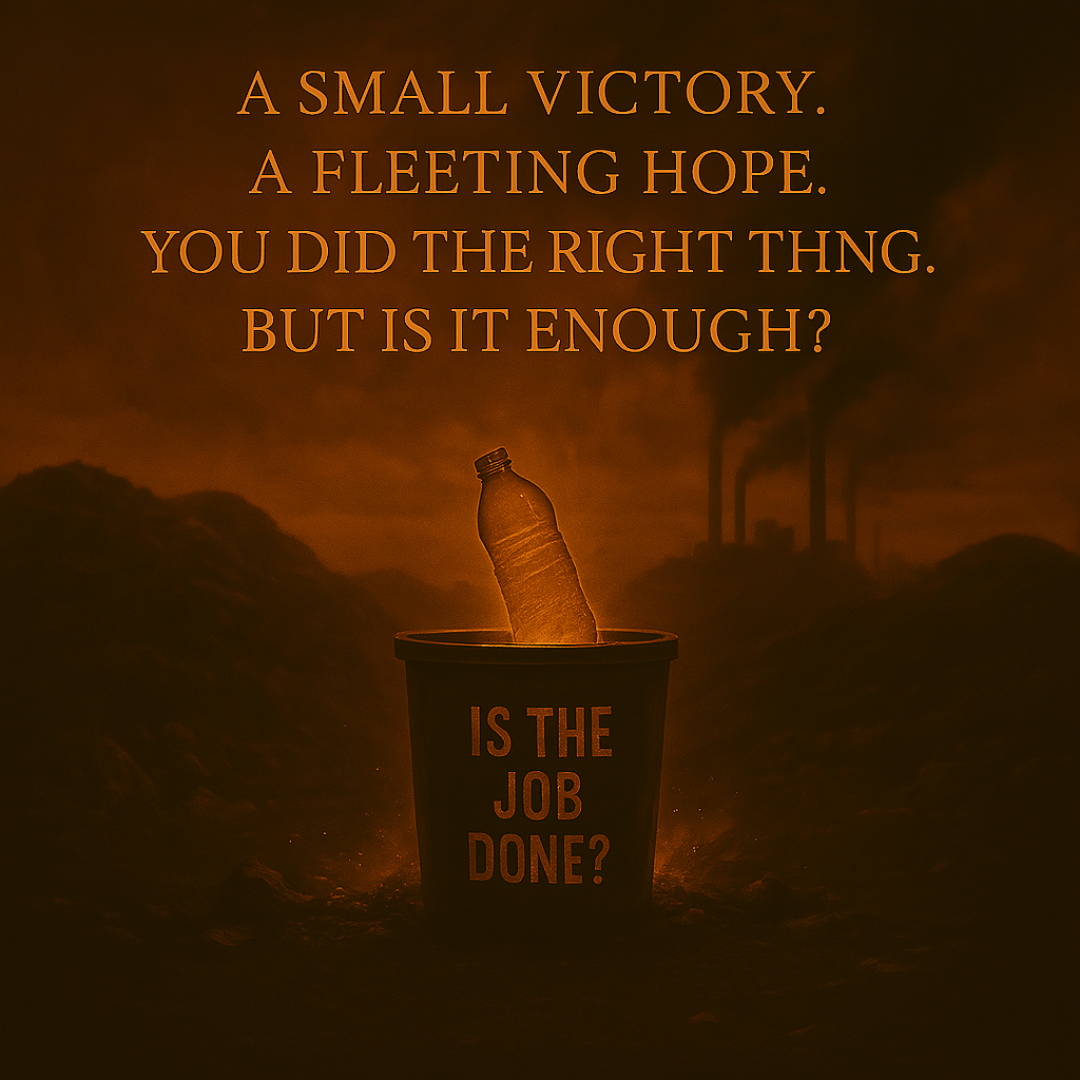 A SMALL VICTORY.
A FLEETING HOPE.
YOU DID THE RIGHT THNG.
BUT IS IT ENOUGH?
IS THE
JOB
DONE?